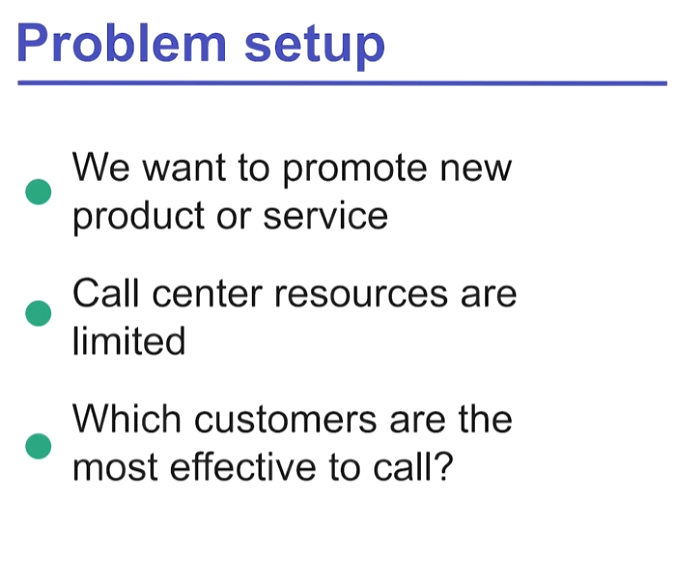 Problem setup
We want to promote new
product or service
Call center resources are
limited
Which customers are the
most effective to call?